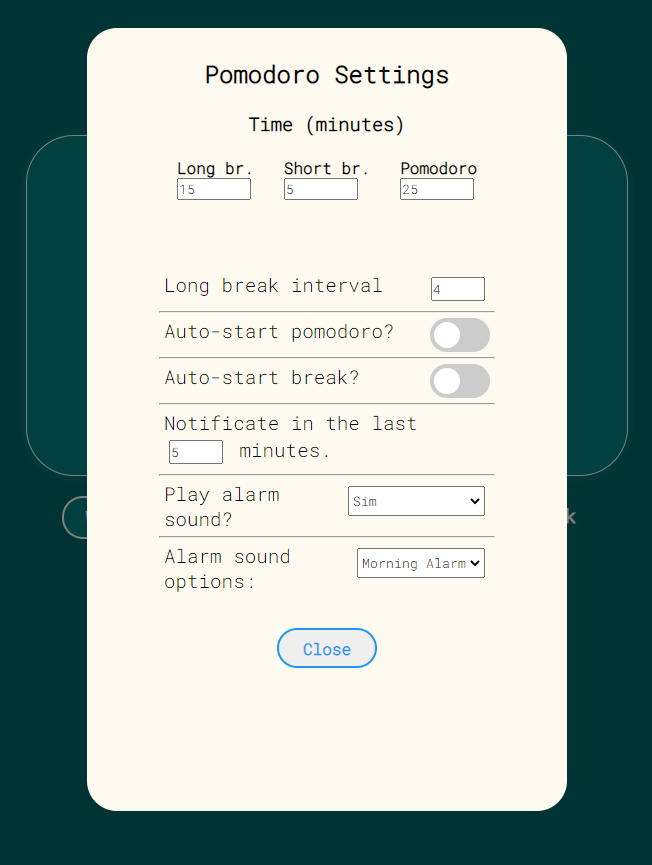 Pomodoro Settings
Time (minutes)
Long br. Short br. Pomodoro
15 5 25
Long break interval 4
Auto-start pomodoro?
Auto-start break?
Notificate in the last
5 minutes.
Play alarm Sim
sound?
Alarm sound Morning Alarm
options:
Close